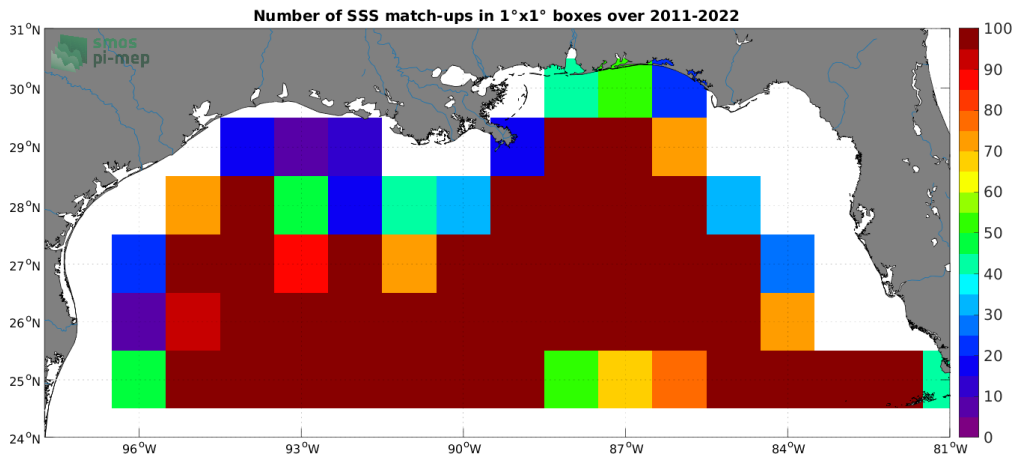 Number of SSS match-ups in 1°x1° boxes over 2011-2022
smos
pi-mep
31°N
30°N
29°N
28°N
27°N
26°N
25°N
24°N
96°W
93°W
90°W
87°W
84°W
81°W
100
90
80
70
60
50
40
30
20
10
0